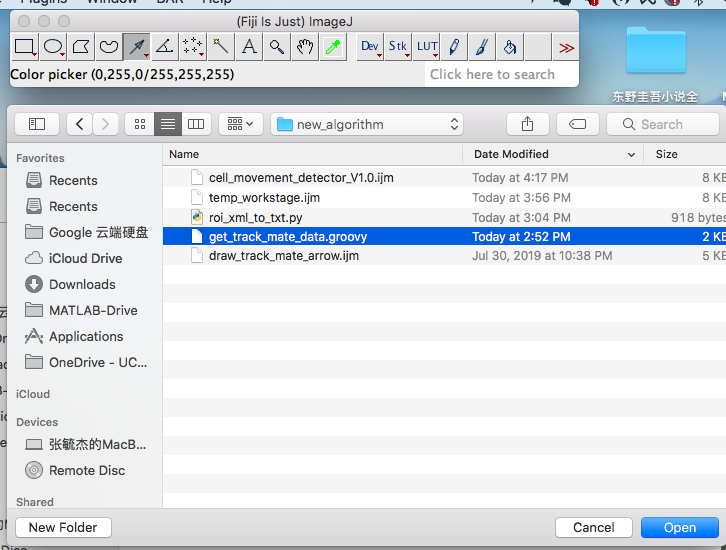 Plugins Window BAR Help
(Fiji Is Just) ImageJ
A Dev Stk LUT
Color picker (0,255,0/255,255,255)
Click here to search
东野圭吾小说全
new_algorithm
Search
Favorites
Name
Date Modified
Size
Recents
cell_movement_detector_V1.0.ijm
Today at 4:17 PM
8 KB
Recents
temp_workstage.ijm
Today at 3:56 PM
8 KB
roi_xml_to_txt.py
Today at 3:04 PM
918 bytes
Google 云端硬盘
get_track_mate_data.groovy
Today at 2:52 PM
2 KB
iCloud Drive
draw_track_mate_arrow.ijm
Jul 30, 2019 at 10:38 PM
5 KB
Downloads
MATLAB-Drive
Applications
OneDrive - UC...
iCloud
Devices
张毓杰的MacB...
Remote Disc
Shared
New Folder
Cancel
Open